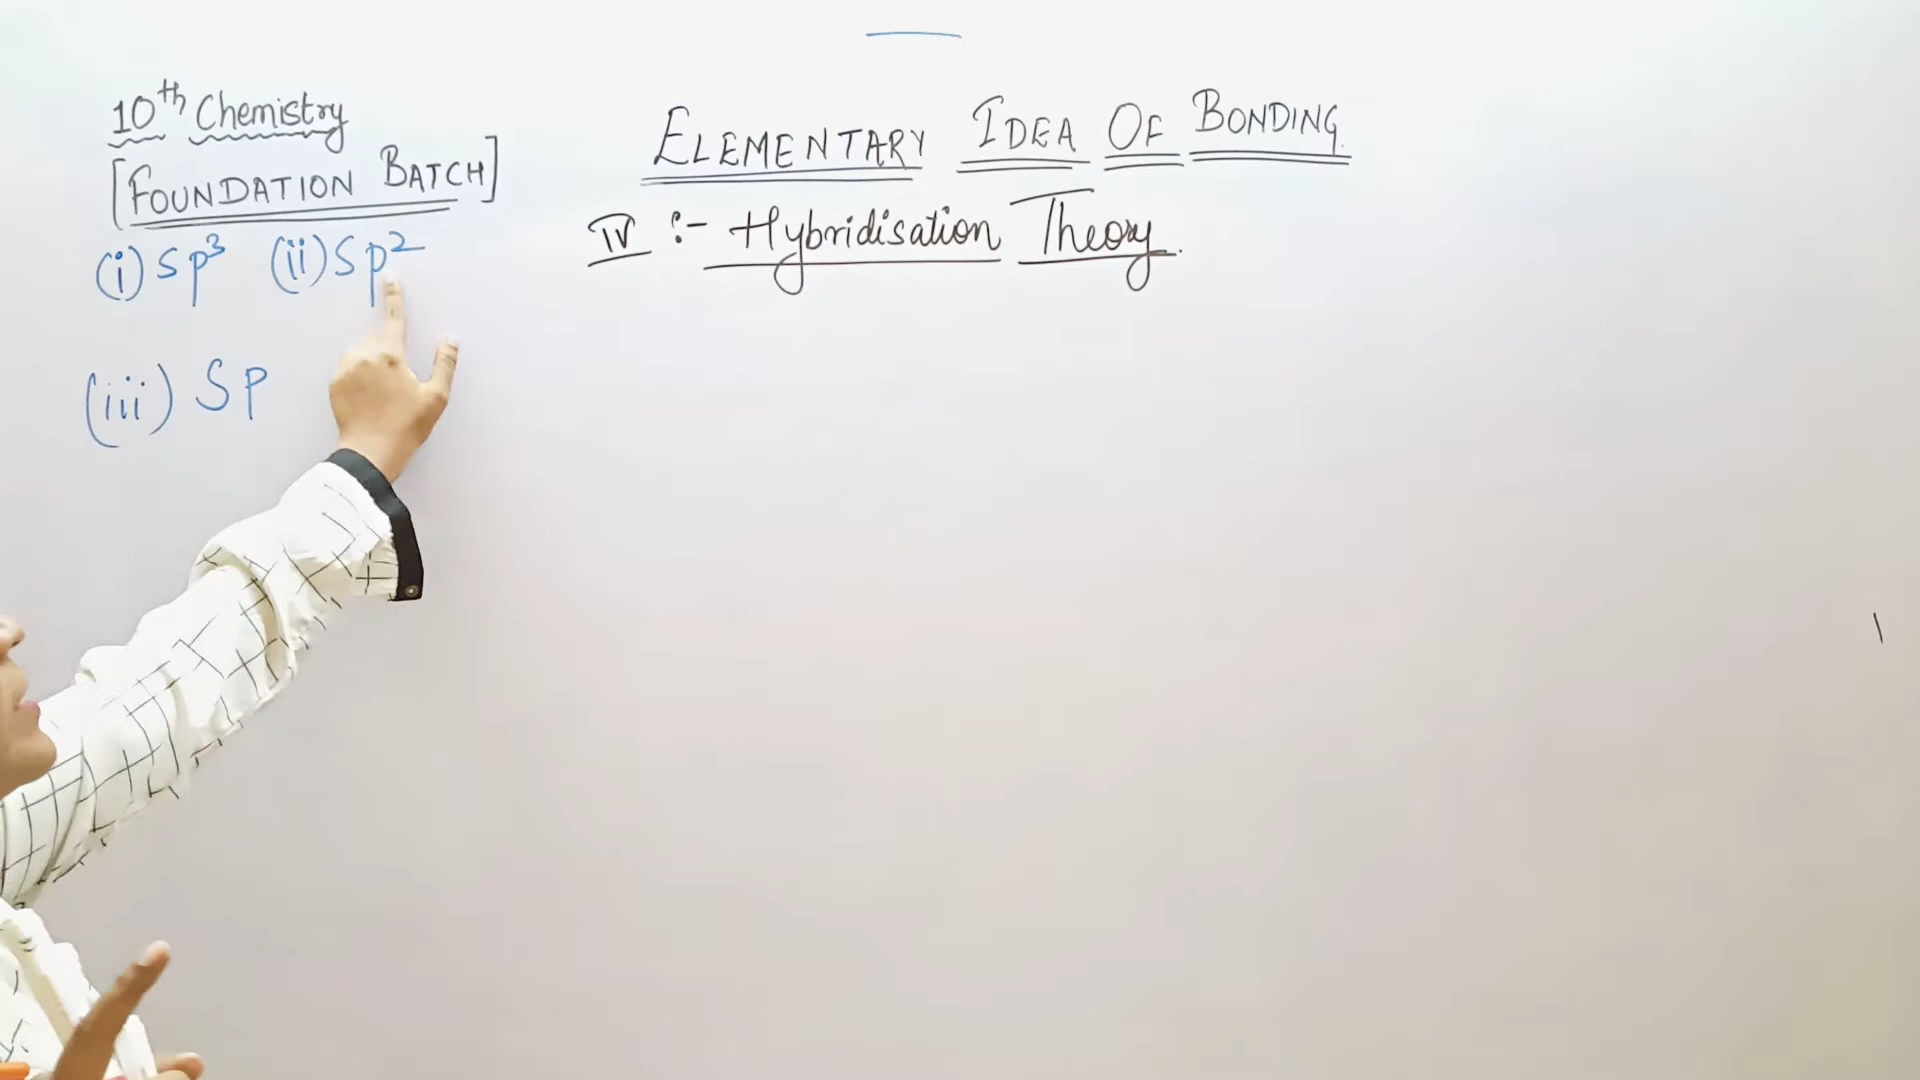 10th Chemistry
[FOUNDATION BATCH]
(i) Sp³ (ii) Sp²
(iii) Sp
ELEMENTARY IDEA OF BONDING.
IV :- Hybridisation Theory.